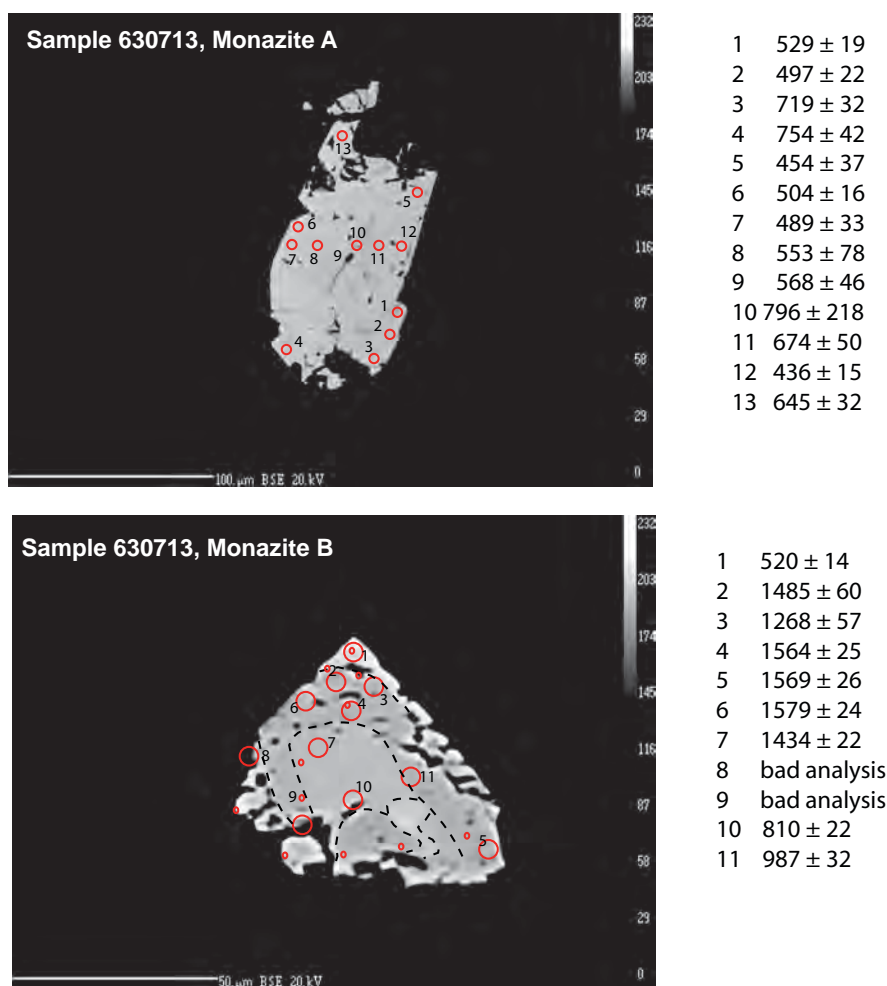 Sample 630713, Monazite A
232
203
174
145
116
87
58
29
0
13
5
6
10
12
7
8
9
11
1
2
4
3
100.µm BSE 20.kV
1 529 ± 19
2 497 ± 22
3 719 ± 32
4 754 ± 42
5 454 ± 37
6 504 ± 16
7 489 ± 33
8 553 ± 78
9 568 ± 46
10 796 ± 218
11 674 ± 50
12 436 ± 15
13 645 ± 32
Sample 630713, Monazite B
232
203
174
145
116
87
58
29
0
1
2
3
6
4
7
8
11
9
10
5
50.µm BSE 20.kV
1 520 ± 14
2 1485 ± 60
3 1268 ± 57
4 1564 ± 25
5 1569 ± 26
6 1579 ± 24
7 1434 ± 22
8 bad analysis
9 bad analysis
10 810 ± 22
11 987 ± 32